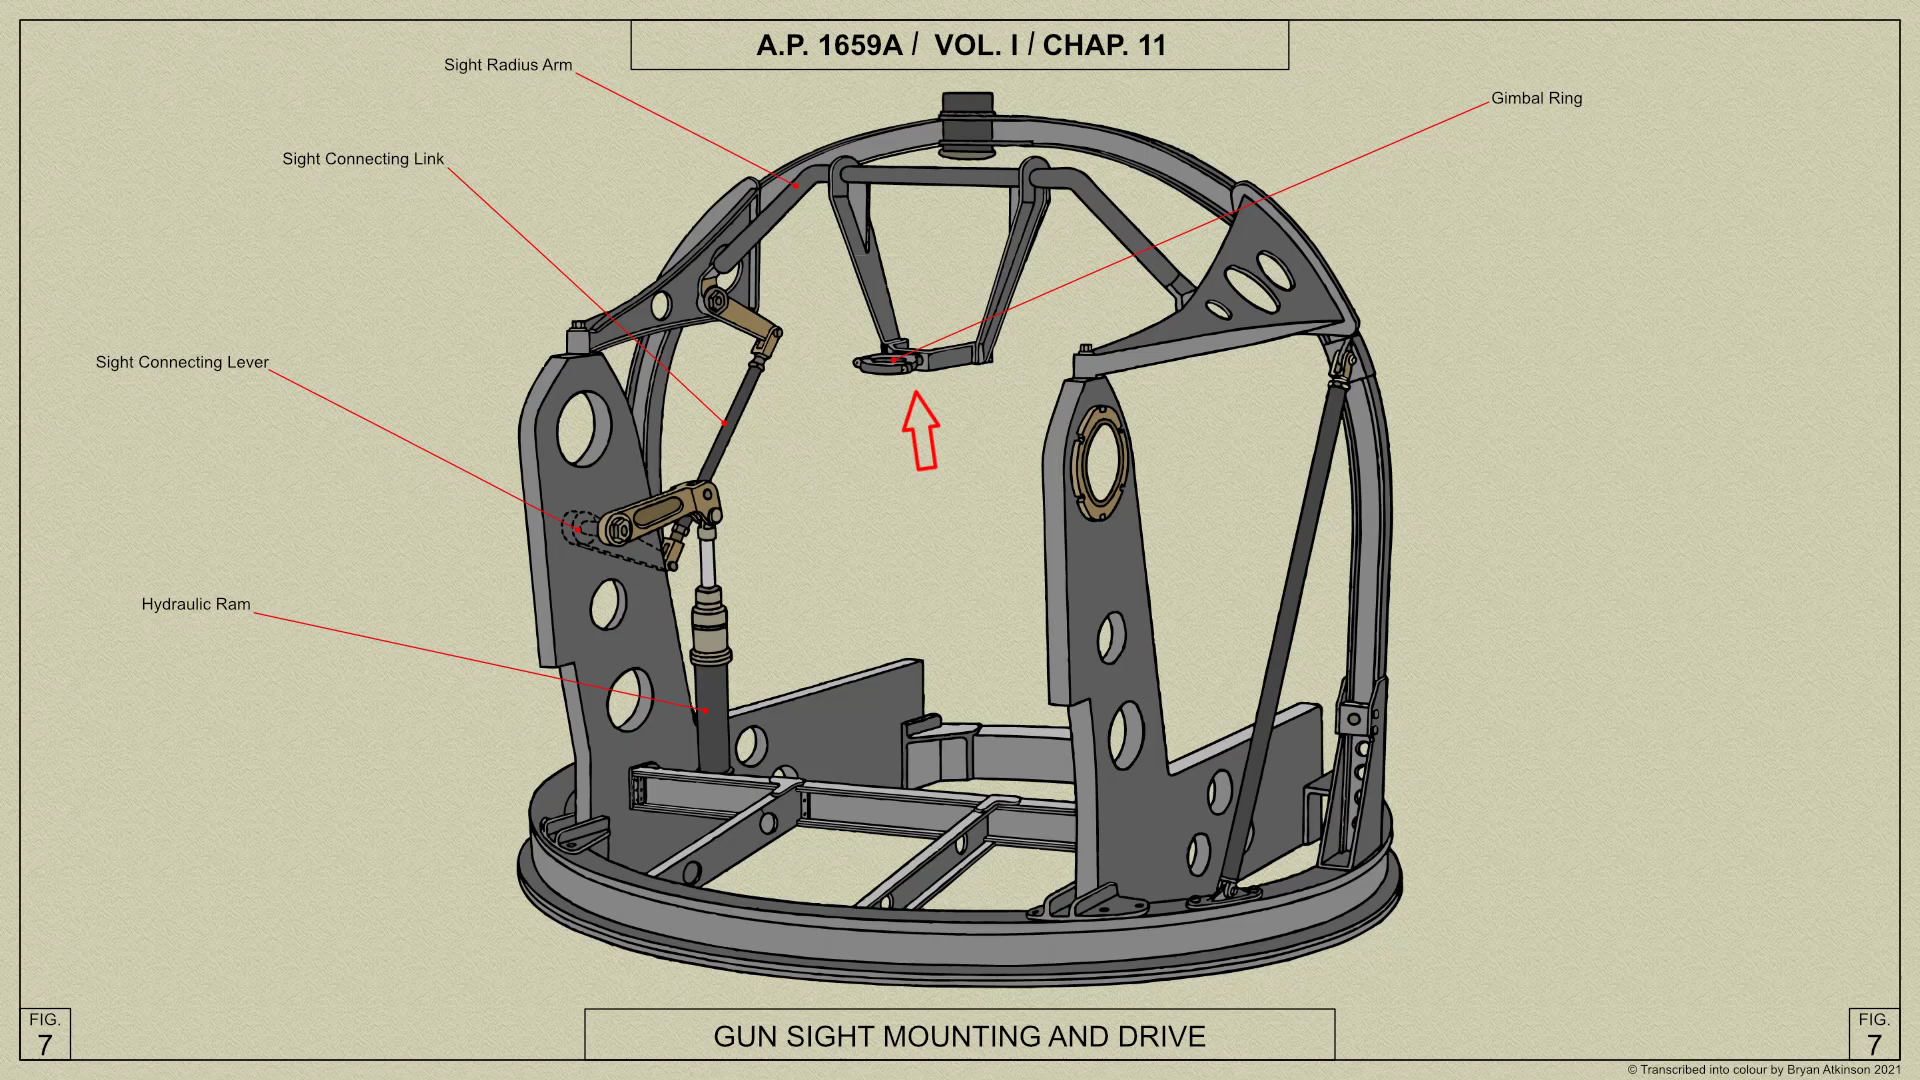 A.P. 1659A / VOL. I / CHAP. 11
Sight Radius Arm
Gimbal Ring
Sight Connecting Link
Sight Connecting Lever
Hydraulic Ram
FIG.
7
GUN SIGHT MOUNTING AND DRIVE
FIG.
7
© Transcribed into colour by Bryan Atkinson 2021